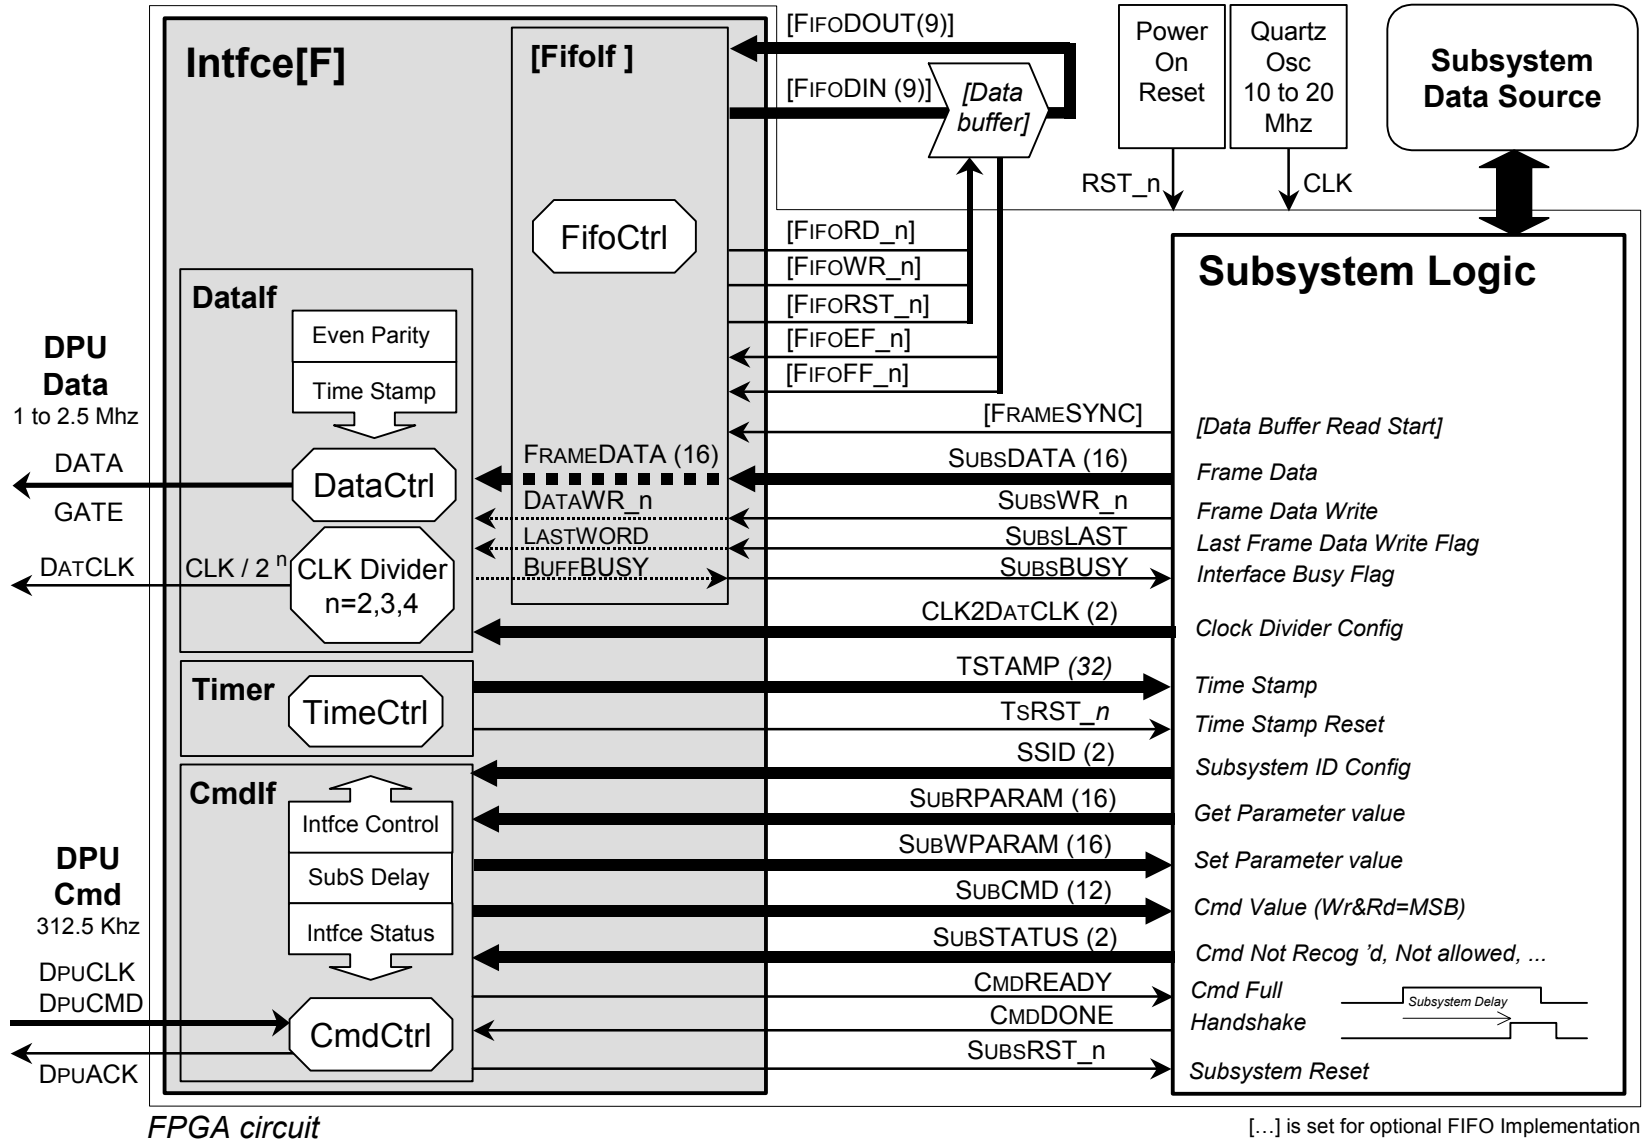 Intfce[F]
[FifoIf ]
[FIFODOUT(9)]
[FIFODIN (9)]
[Data
buffer]
Power
On
Reset
Quartz
Osc
10 to 20
Mhz
Subsystem
Data Source
RST_n
CLK
FifoCtrl
[FIFORD_n]
[FIFOWR_n]
[FIFORST_n]
[FIFOEF_n]
[FIFOFF_n]
Subsystem Logic
DataIf
Even Parity
Time Stamp
DPU
Data
1 to 2.5 Mhz
DATA
GATE
DATCLK
DataCtrl
CLK / 2 n
CLK Divider
n=2,3,4
[FRAMESYNC]
[Data Buffer Read Start]
FRAMEDATA (16)
SUBSDATA (16)
Frame Data
DATAWR_n
SUBSWR_n
Frame Data Write
LASTWORD
SUBSLAST
Last Frame Data Write Flag
BUFFBUSY
SUBSBUSY
Interface Busy Flag
CLK2DATCLK (2)
Clock Divider Config
Timer
TimeCtrl
TSTAMP (32)
Time Stamp
TSRST_n
Time Stamp Reset
CmdIf
Intfce Control
SubS Delay
Intfce Status
CmdCtrl
DPU
Cmd
312.5 Khz
DPUCLK
DPUCMD
DPUACK
SSID (2)
Subsystem ID Config
SUBRPARAM (16)
Get Parameter value
SUBWPARAM (16)
Set Parameter value
SUBCMD (12)
Cmd Value (Wr&Rd=MSB)
SUBSTATUS (2)
Cmd Not Recog 'd, Not allowed, ...
CMDREADY
Cmd Full
Subsystem Delay
CMDDONE
Handshake
SUBSRST_n
Subsystem Reset
FPGA circuit
[…] is set for optional FIFO Implementation